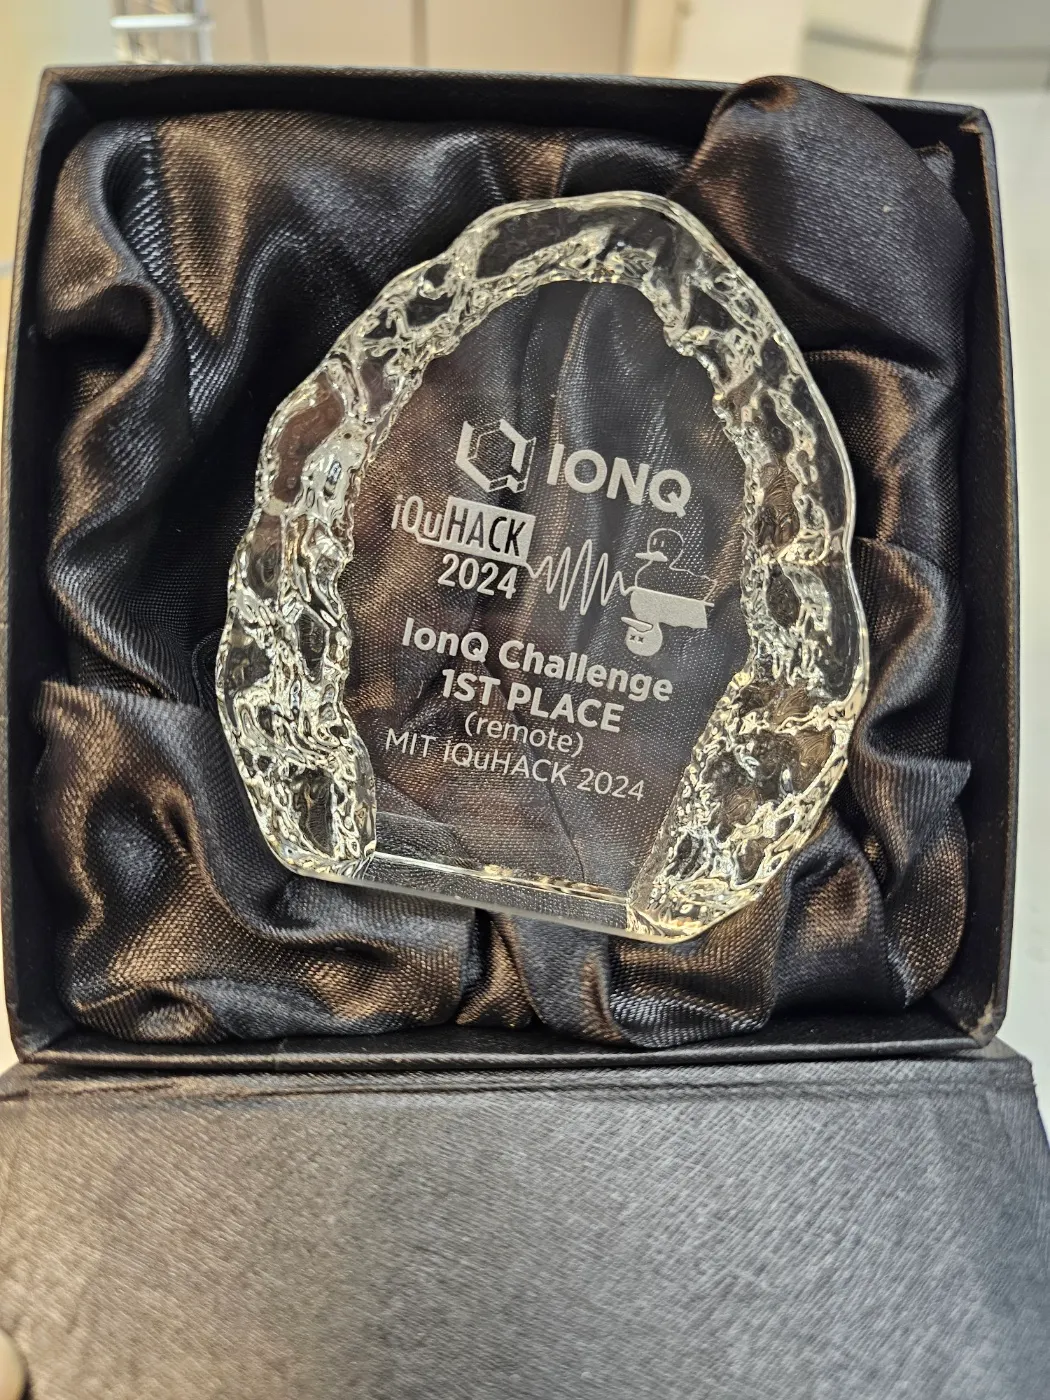 IONQ
iQuHACK
2024
IonQ Challenge
1ST PLACE
(remote)
MIT iQuHACK 2024